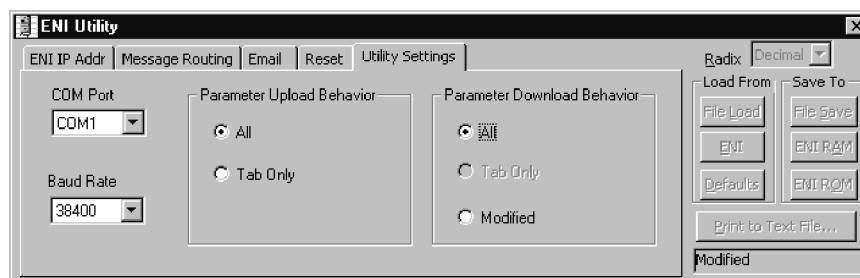 ENI Utility
ENI IP Addr
Message Routing
Email
Reset
Utility Settings
COM Port
COM1
Baud Rate
38400
Parameter Upload Behavior
All
Tab Only
Parameter Download Behavior
All
Tab Only
Modified
Radix
Decimal
Load From
File Load
ENI
Defaults
Save To
File Save
ENI RAM
ENI ROM
Print to Text File...
Modified